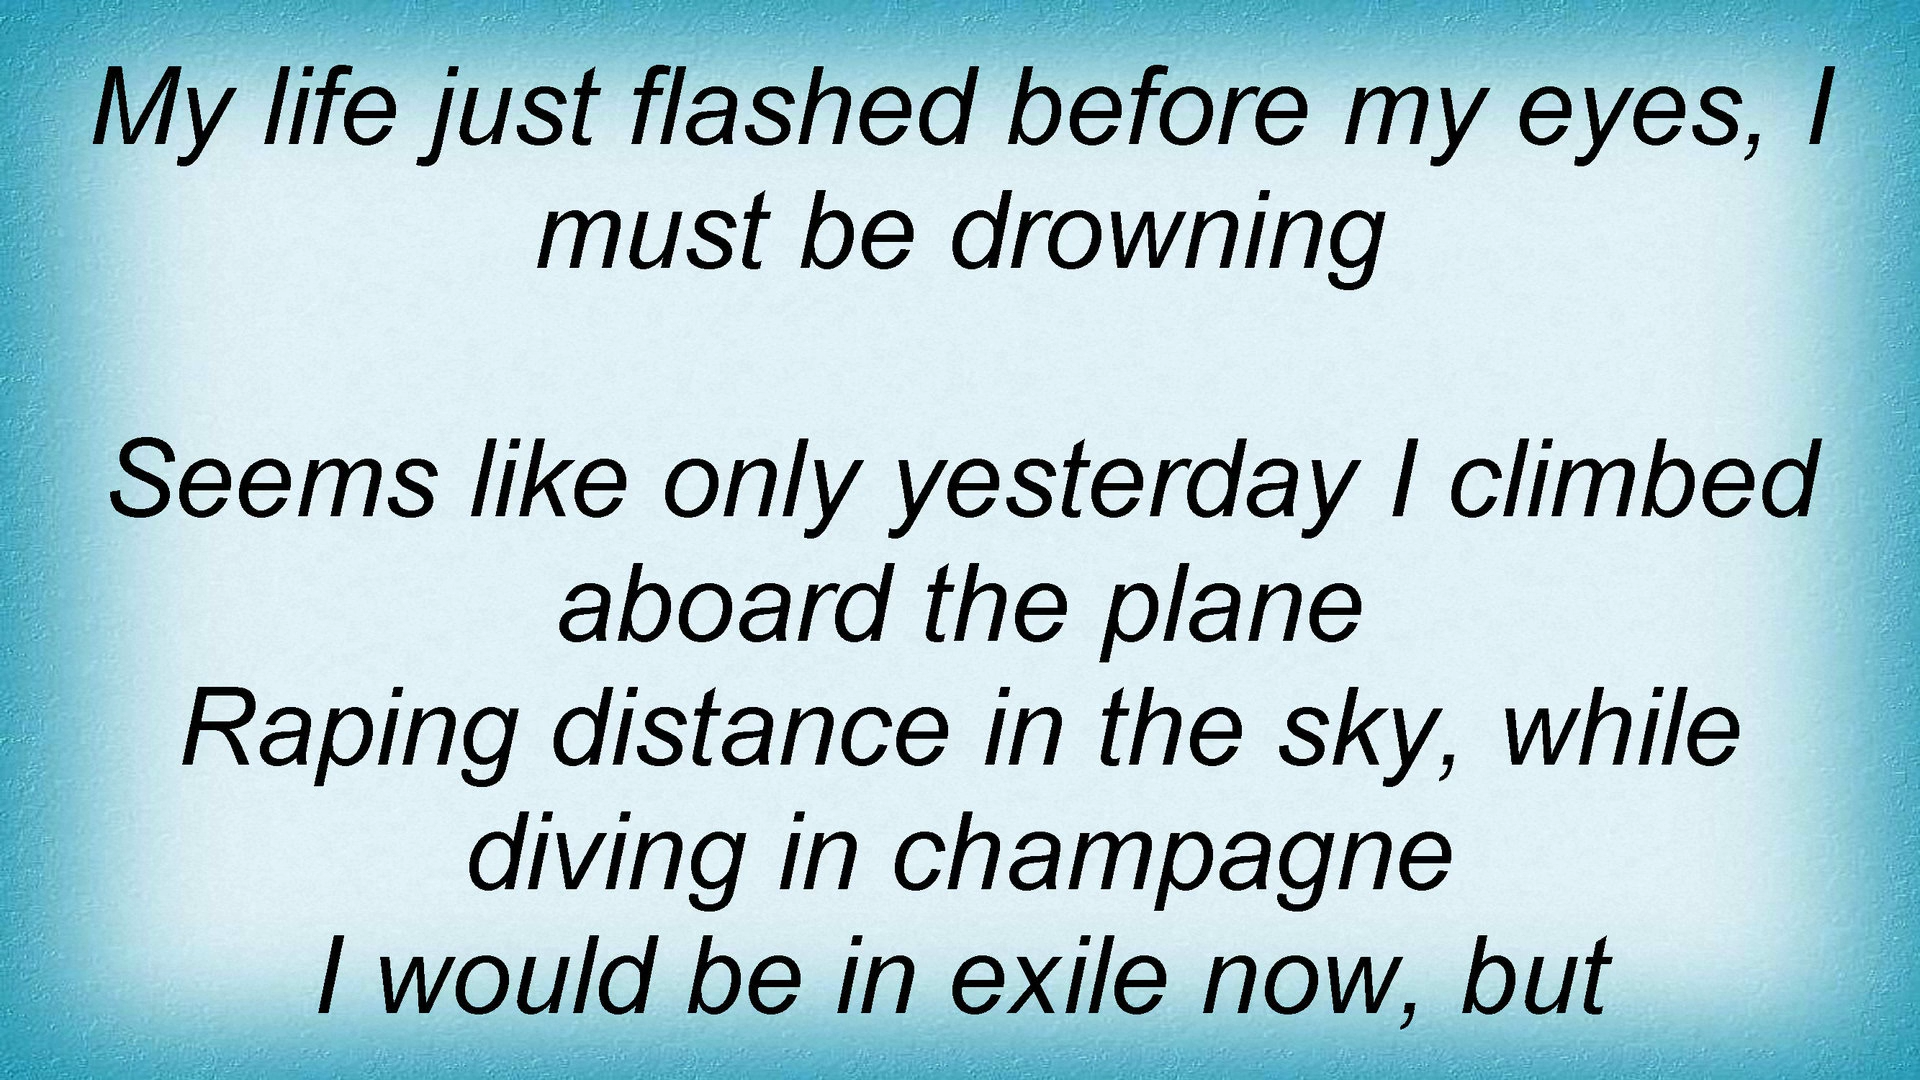 My life just flashed before my eyes, I
must be drowning
Seems like only yesterday I climbed
aboard the plane
Raping distance in the sky, while
diving in champagne
I would be in exile now, but